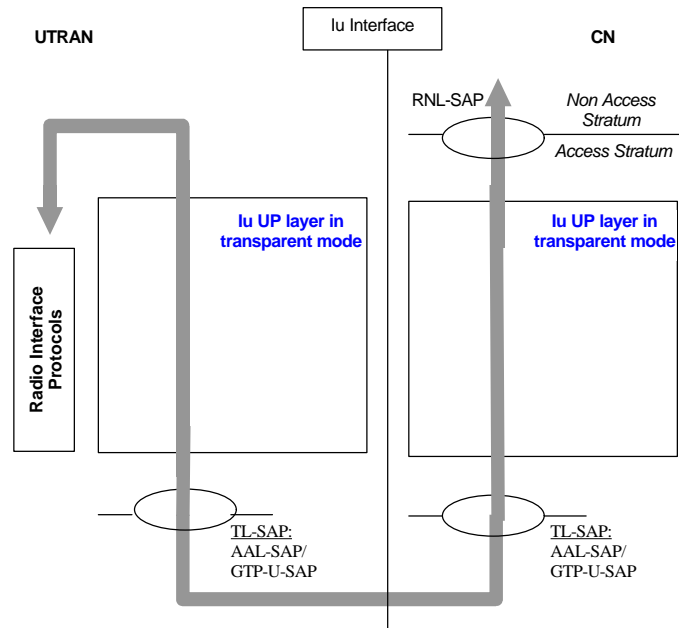 Iu Interface
UTRAN
CN
RNL-SAP
Non Access
Stratum
Access Stratum
Iu UP layer in
transparent mode
Iu UP layer in
transparent mode
Radio Interface
Protocols
TL-SAP:
AAL-SAP/
GTP-U-SAP
TL-SAP:
AAL-SAP/
GTP-U-SAP